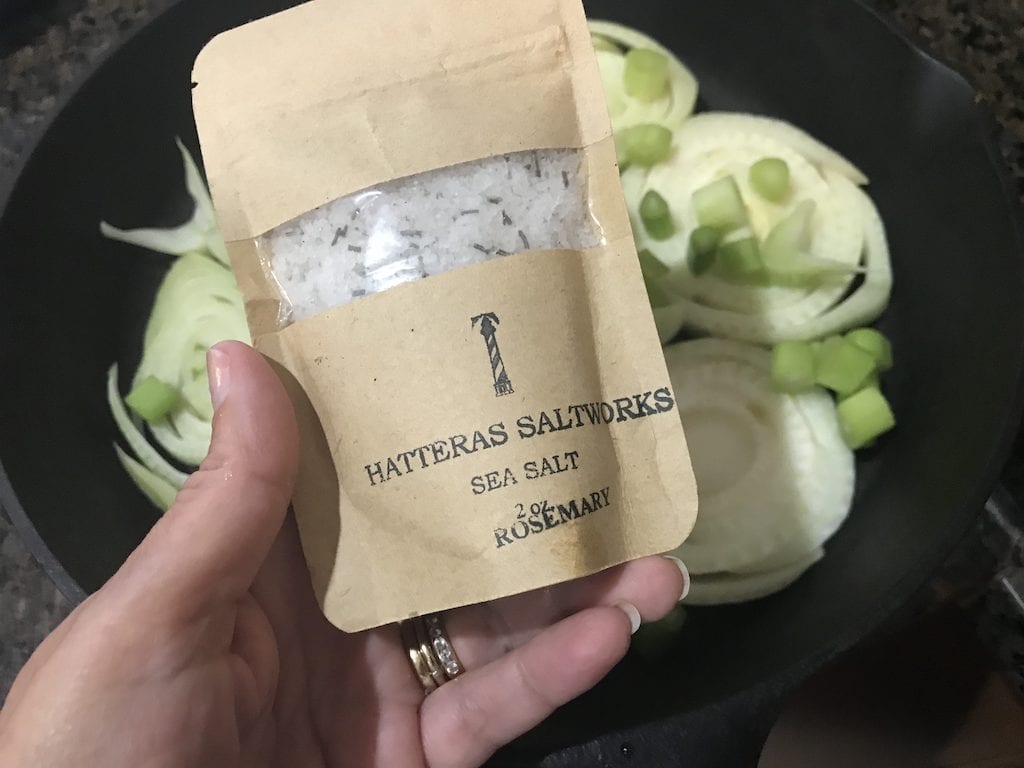 HATTERAS SALTWORKS
SEA SALT
2 oz.
ROSEMARY